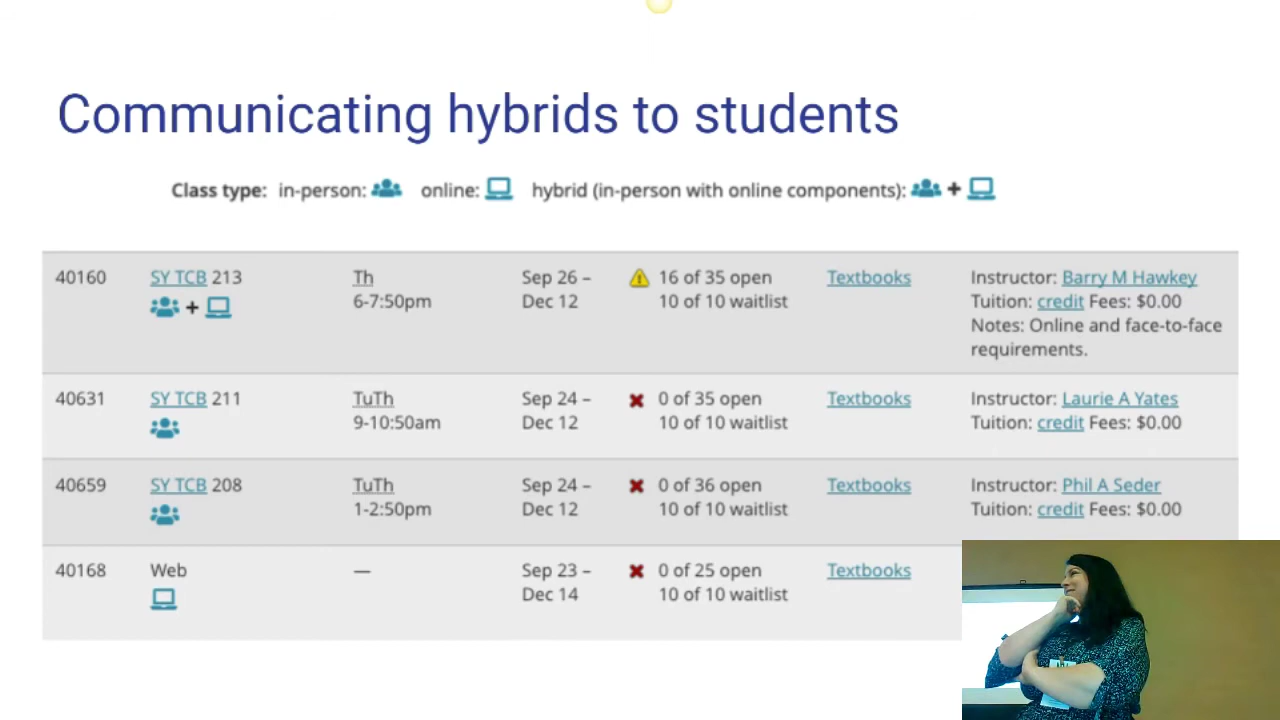 Communicating hybrids to students
Class type: in-person: online: hybrid (in-person with online components): +
40160 SY TCB 213 Th Sep 26 – 16 of 35 open Textbooks Instructor: Barry M Hawkey
+ 6-7:50pm Dec 12 10 of 10 waitlist Tuition: credit Fees: $0.00
Notes: Online and face-to-face
requirements.
40631 SY TCB 211 TuTh Sep 24 – 0 of 35 open Textbooks Instructor: Laurie A Yates
9-10:50am Dec 12 10 of 10 waitlist Tuition: credit Fees: $0.00
40659 SY TCB 208 TuTh Sep 24 – 0 of 36 open Textbooks Instructor: Phil A Seder
1-2:50pm Dec 12 10 of 10 waitlist Tuition: credit Fees: $0.00
40168 Web — Sep 23 – 0 of 25 open Textbooks
Dec 14 10 of 10 waitlist